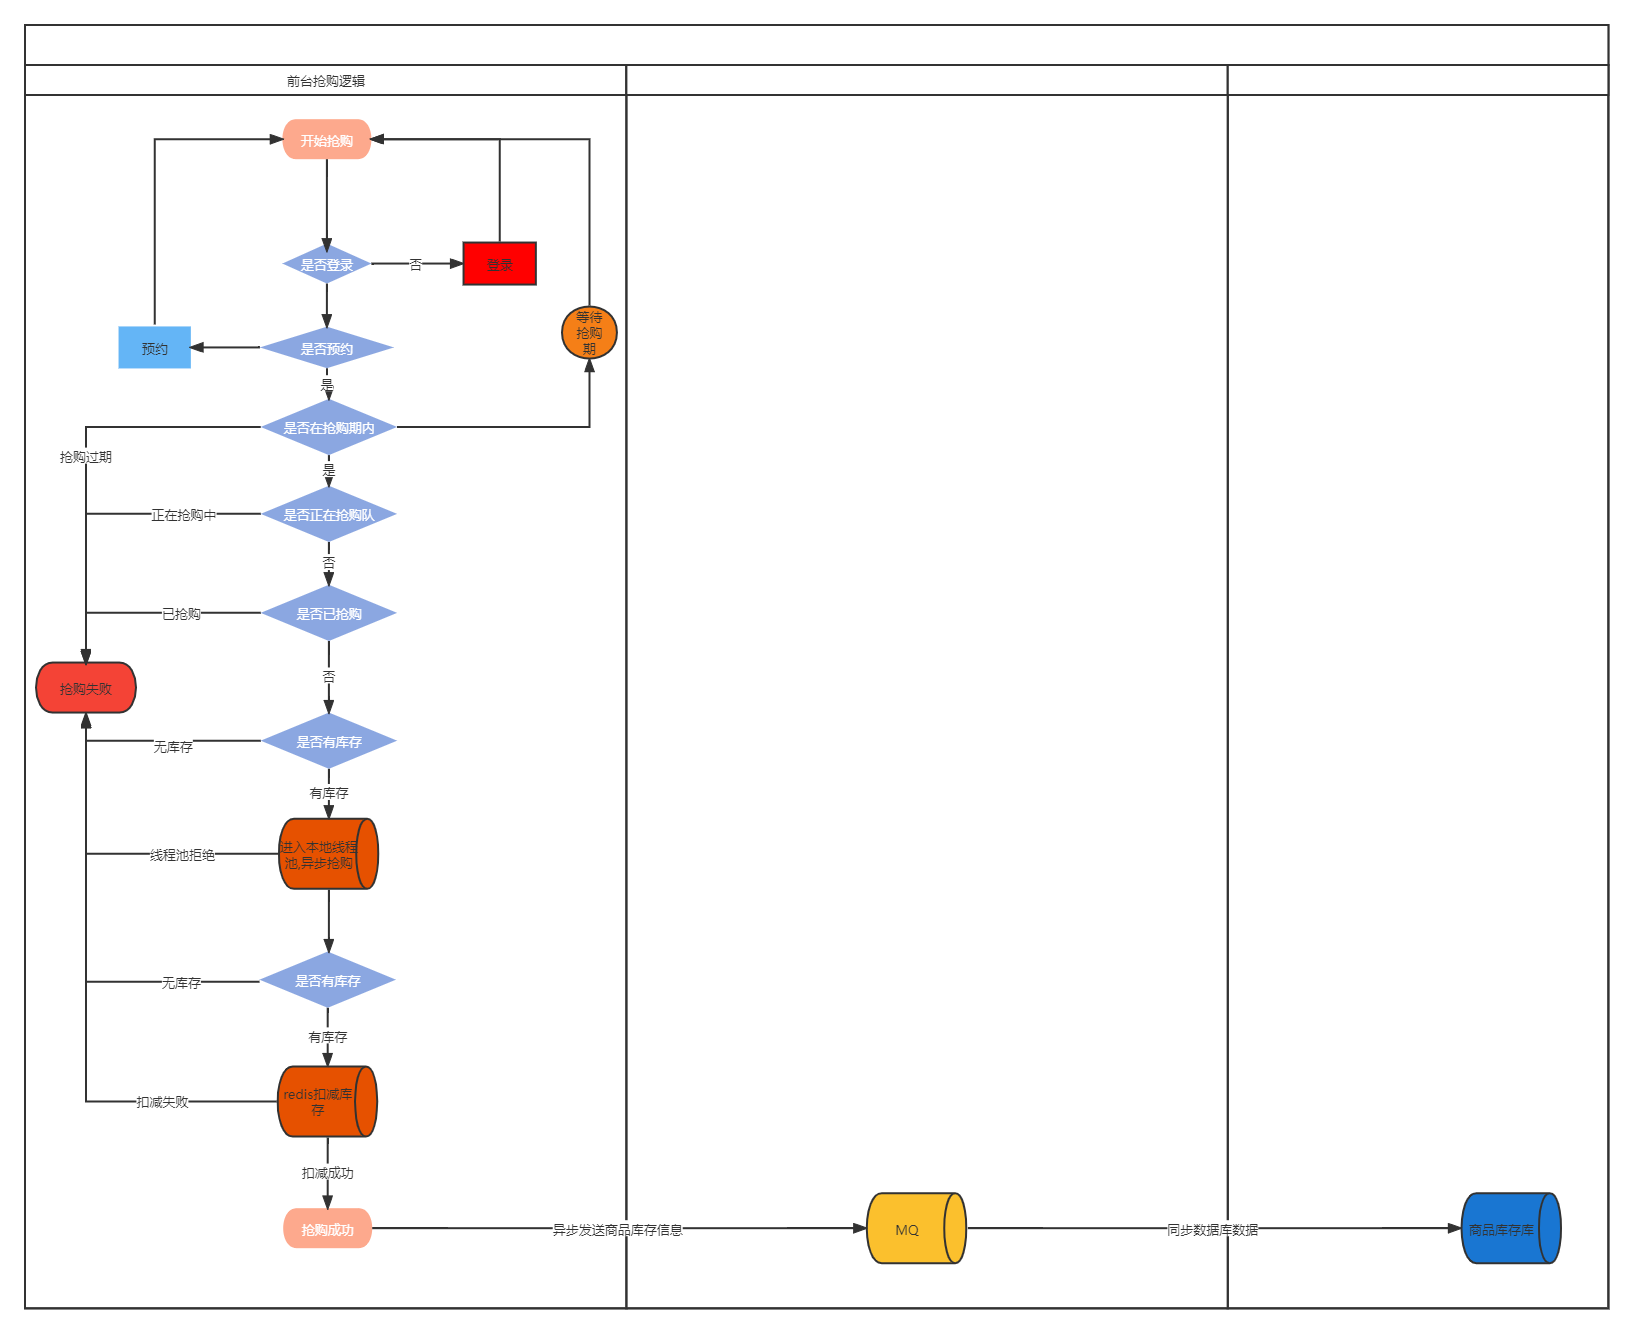 前台抢购逻辑
开始抢购
是否登录
否
登录
等待
抢购
期
预约
是否预约
是
是否在抢购期内
抢购过期
是
正在抢购中
是否正在抢购队
否
已抢购
是否已抢购
否
抢购失败
无库存
是否有库存
有库存
进入本地线程
池,异步抢购
线程池拒绝
无库存
是否有库存
有库存
redis扣减库
存
扣减失败
扣减成功
抢购成功
异步发送商品库存信息
MQ
同步数据库数据
商品库存库